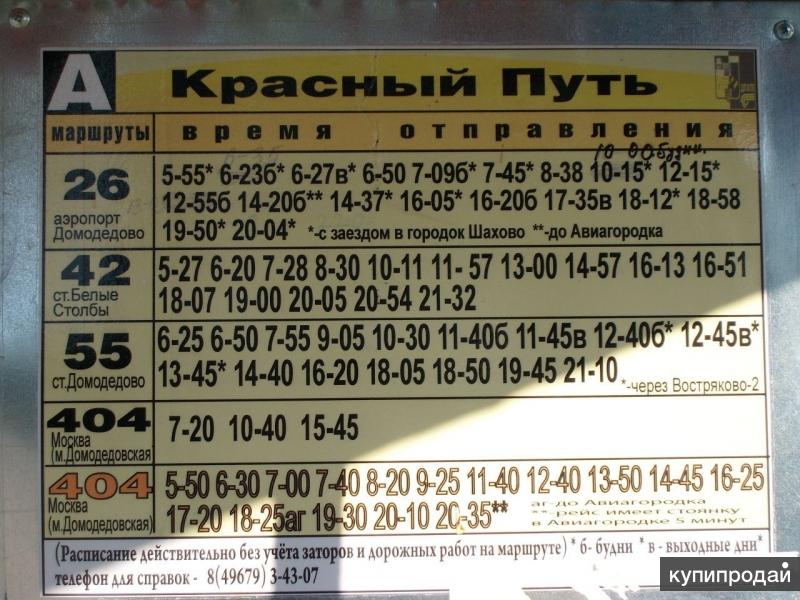 А Красный Путь
маршруты время отправления
10 00 будни.
26 5-55* 6-23б* 6-27в* 6-50 7-09б* 7-45* 8-38 10-15* 12-15*
аэропорт 12-55б 14-20б** 14-37* 16-05* 16-20б 17-35в 18-12* 18-58
Домодедово 19-50* 20-04* *-с заездом в городок Шахово **-до Авиагородка
42 5-27 6-20 7-28 8-30 10-11 11- 57 13-00 14-57 16-13 16-51
ст.Белые
Столбы 18-07 19-00 20-05 20-54 21-32
55 6-25 6-50 7-55 9-05 10-30 11-40б 11-45в 12-40б* 12-45в*
ст.Домодедово 13-45* 14-40 16-20 18-05 18-50 19-45 21-10 *-через Востряково-2
404 7-20 10-40 15-45
Москва
(м.Домодедовская
404 5-50 6-30 7-00 7-40 8-20 9-25 11-40 12-40 13-50 14-45 16-25
Москва
(м.Домодедовская) 17-20 18-25аг 19-30 20-10 20-35**
аг-до Авиагородка
**-рейс имеет стоянку
в Авиагородке 5 минут
(Расписание действительно без учёта заторов и дорожных работ на маршруте) * б- будни * в - выходные дни *
телефон для справок - 8(49679) 3-43-07
купипродай